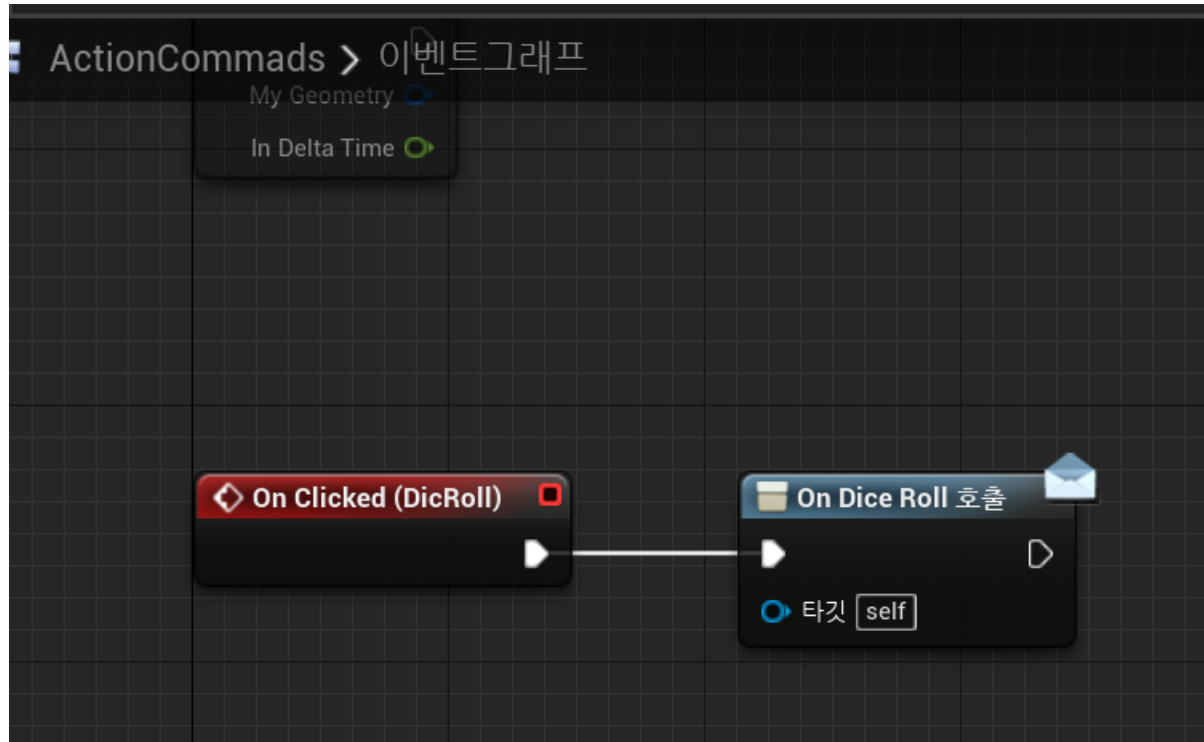 ActionCommads > 이벤트그래프
My Geometry
In Delta Time
On Clicked (DicRoll)
On Dice Roll 호출
타깃 self